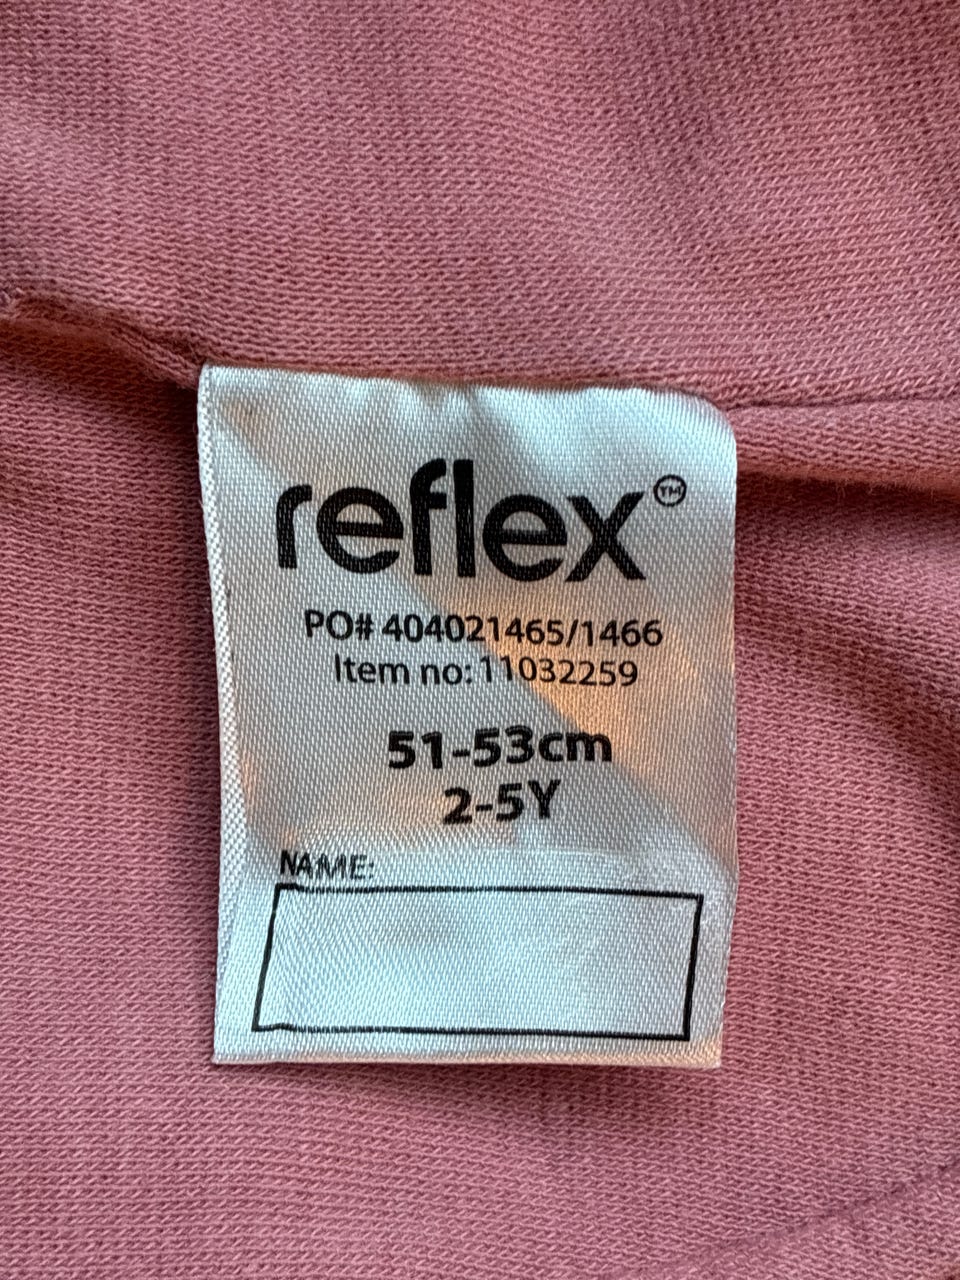 reflex™
PO# 404021465/1466
Item no: 11032259
51-53cm
2-5Y
NAME: